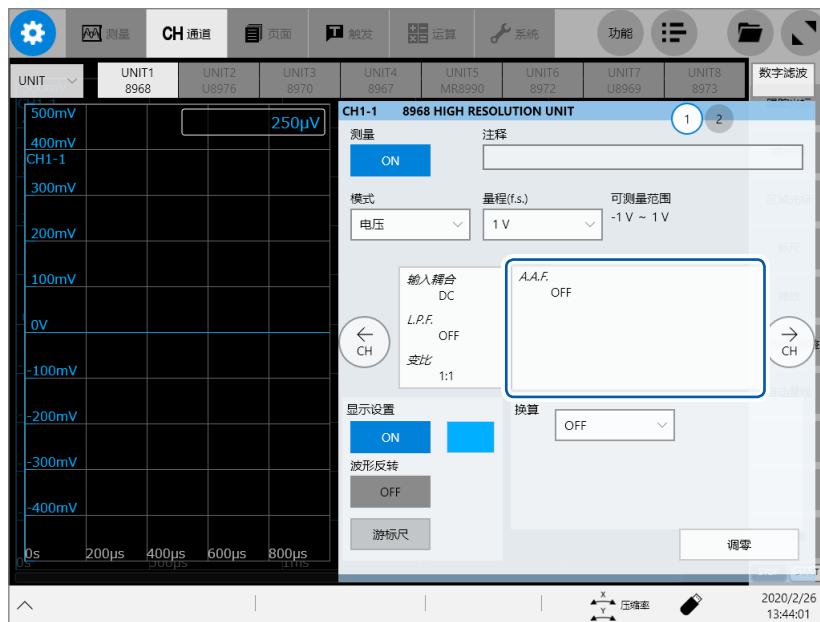 测量 CH 通道 页面 触发 运算 系统 功能
UNIT UNIT1 UNIT2 UNIT3 UNIT4 UNIT5 UNIT6 UNIT7 UNIT8 数字滤波
8968 U8976 8970 8967 MR8990 8972 U8969 8973
500mV
250μV
400mV
CH1-1
300mV
200mV
100mV
0V
-100mV
-200mV
-300mV
-400mV
0s 200μs 400μs 600μs 800μs
CH1-1 8968 HIGH RESOLUTION UNIT 1 2
测量 注释
ON
模式 量程(f.s.) 可测量范围
电压 1 V -1 V ~ 1 V
输入耦合
DC
L.P.F.
OFF
变比
1:1
A.A.F.
OFF
← CH
→ CH
显示设置 换算
ON OFF
波形反转
OFF
游标尺
调零
X
Y
压缩率
2020/2/26
13:44:01